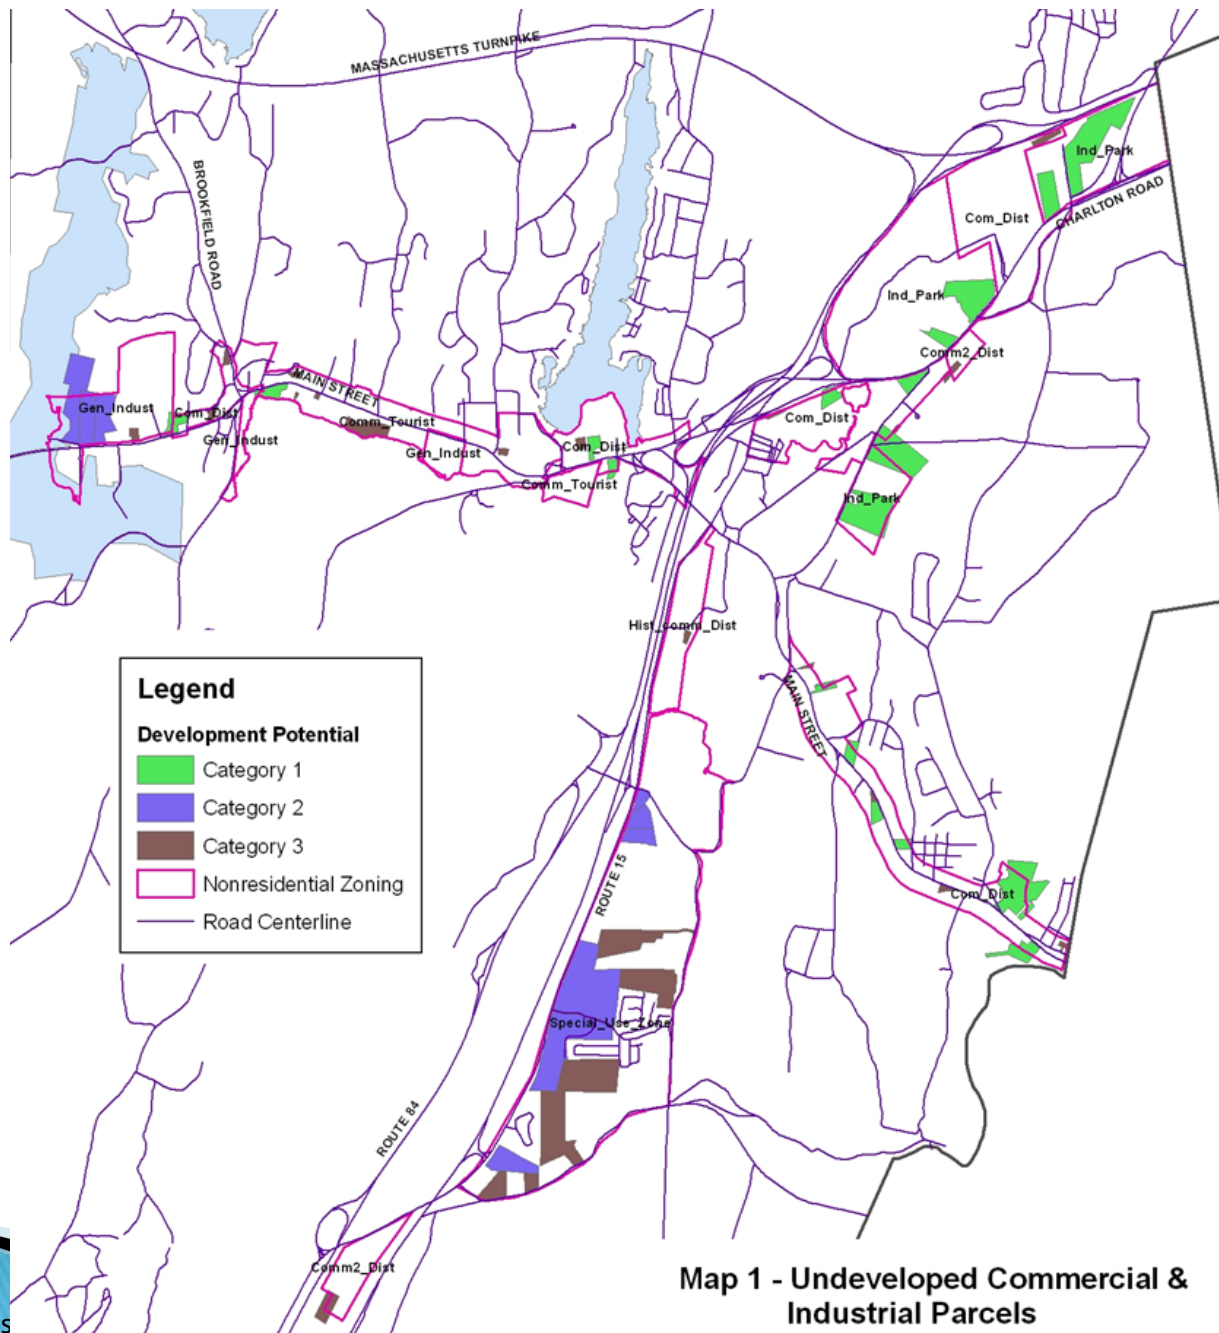 MASSACHUSETTS TURNPIKE
BROOKFIELD ROAD
Ind_Park
CHARLTON ROAD
Com_Dist
Ind_Park
Comm2_Dist
MAIN STREET
Gen_Indust
Com_Dist
Comm_Tourist
Com_Dist
Gen_Indust
Gen_Indust
Com_Dist
Comm_Tourist
Ind_Park
Hist_comm_Dist
MAIN STREET
Legend
Development Potential
Category 1
Category 2
Category 3
Nonresidential Zoning
Road Centerline
ROUTE 15
Com_Dist
Special_Use_Zone
ROUTE 84
Comm2_Dist
Map 1 - Undeveloped Commercial &
Industrial Parcels